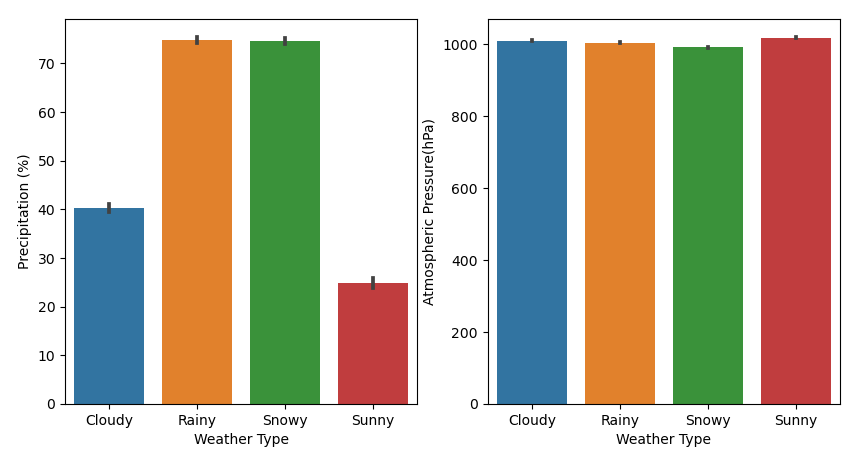 Precipitation (%)
70
60
50
40
30
20
10
0
Cloudy Rainy Snowy Sunny
Weather Type
Atmospheric Pressure(hPa)
1000
800
600
400
200
0
Cloudy Rainy Snowy Sunny
Weather Type